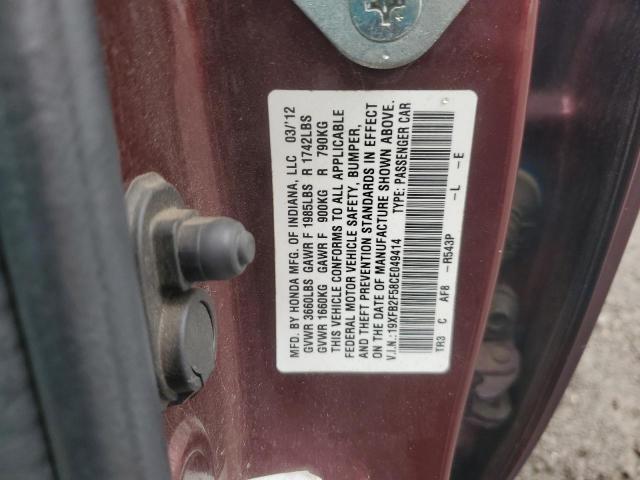 MFD. BY HONDA MFG. OF INDIANA, LLC 03/'12
GVWR 3660LBS GAWR F 1985LBS R 1742LBS
GVWR 1660KG GAWR F 900KG R 790KG
THIS VEHICLE CONFORMS TO ALL APPLICABLE
FEDERAL MOTOR VEHICLE SAFETY, BUMPER,
AND THEFT PREVENTION STANDARDS IN EFFECT
ON THE DATE OF MANUFACTURE SHOWN ABOVE.
V.I.N.:19XFB2F58CE049414 TYPE: PASSENGER CAR
TR3 C AF8 -R543P -L -E